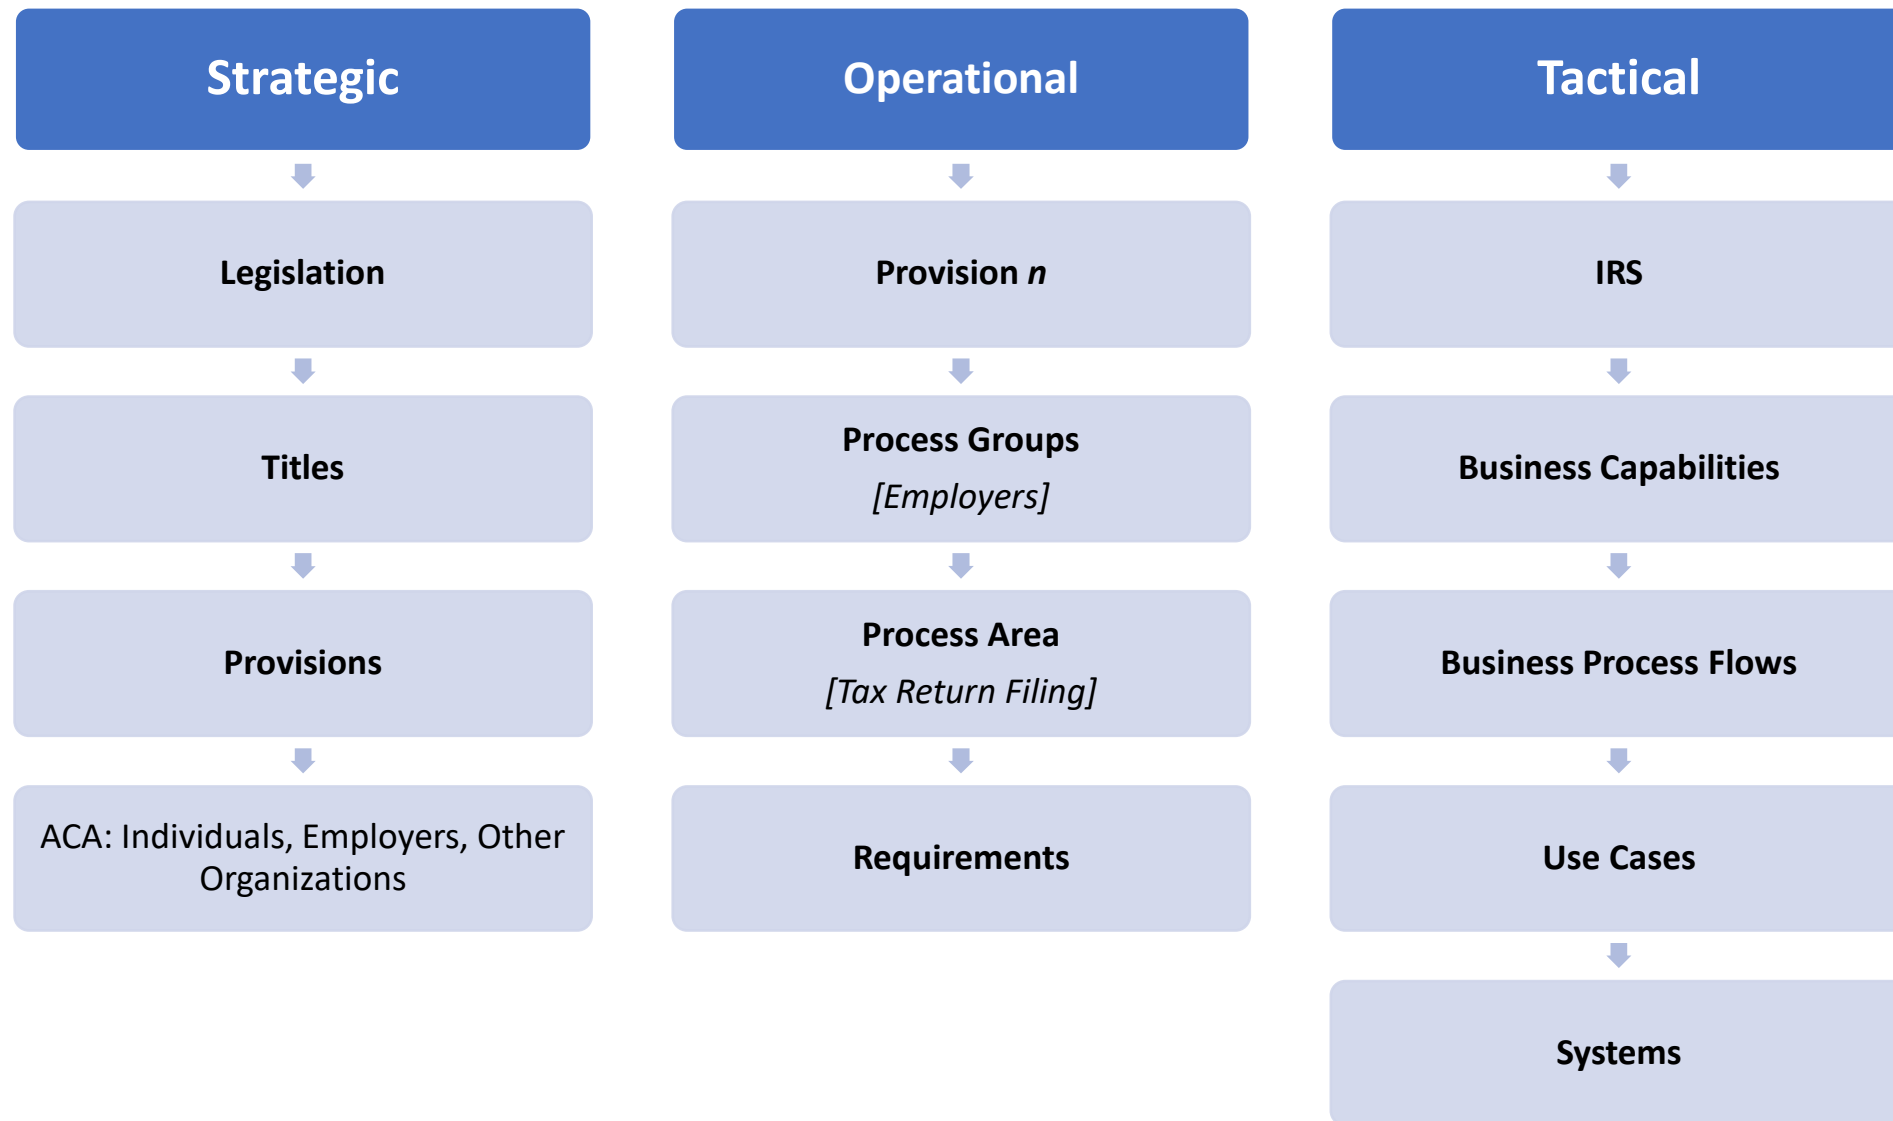 Strategic
Legislation
Titles
Provisions
ACA: Individuals, Employers, Other
Organizations
Operational
Provision n
Process Groups
[Employers]
Process Area
[Tax Return Filing]
Requirements
Tactical
IRS
Business Capabilities
Business Process Flows
Use Cases
Systems